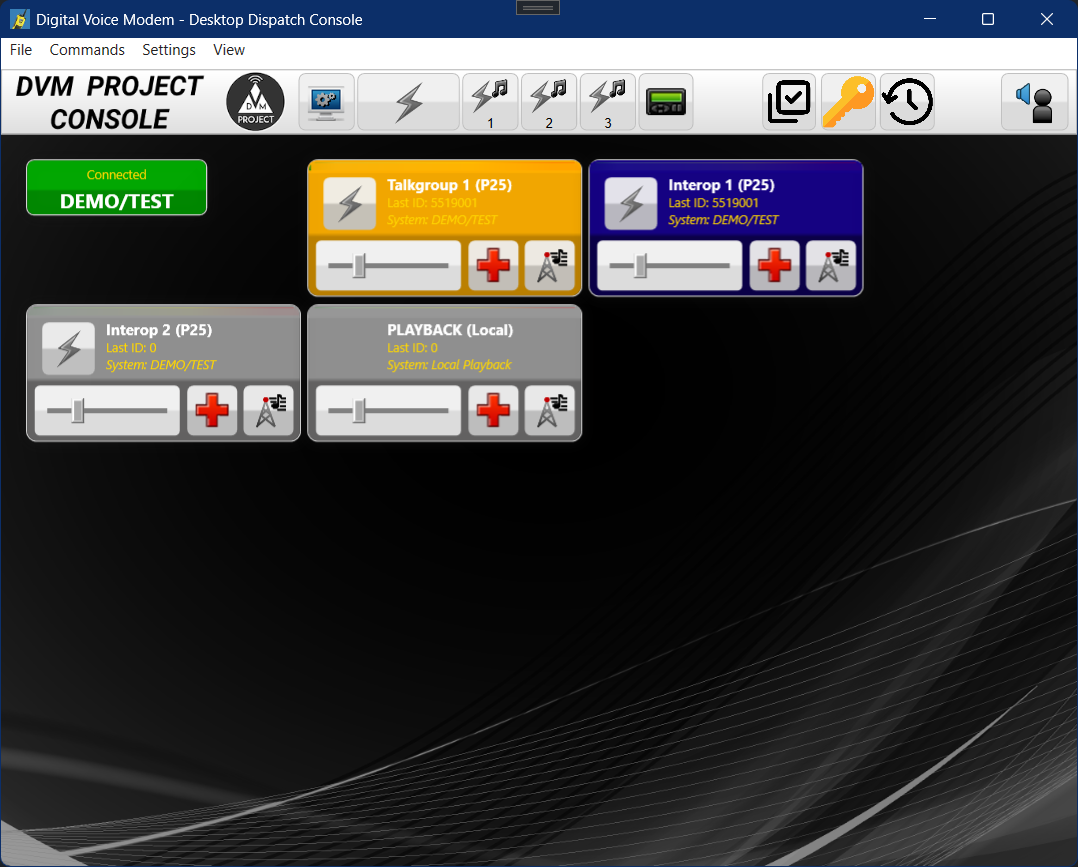 Digital Voice Modem - Desktop Dispatch Console
File Commands Settings View
DVM PROJECT
CONSOLE
DVM
PROJECT
1
2
3
Connected
DEMO/TEST
Talkgroup 1 (P25)
Last ID: 5519001
System: DEMO/TEST
Interop 1 (P25)
Last ID: 5519001
System: DEMO/TEST
Interop 2 (P25)
Last ID: 0
System: DEMO/TEST
PLAYBACK (Local)
Last ID: 0
System: Local Playback